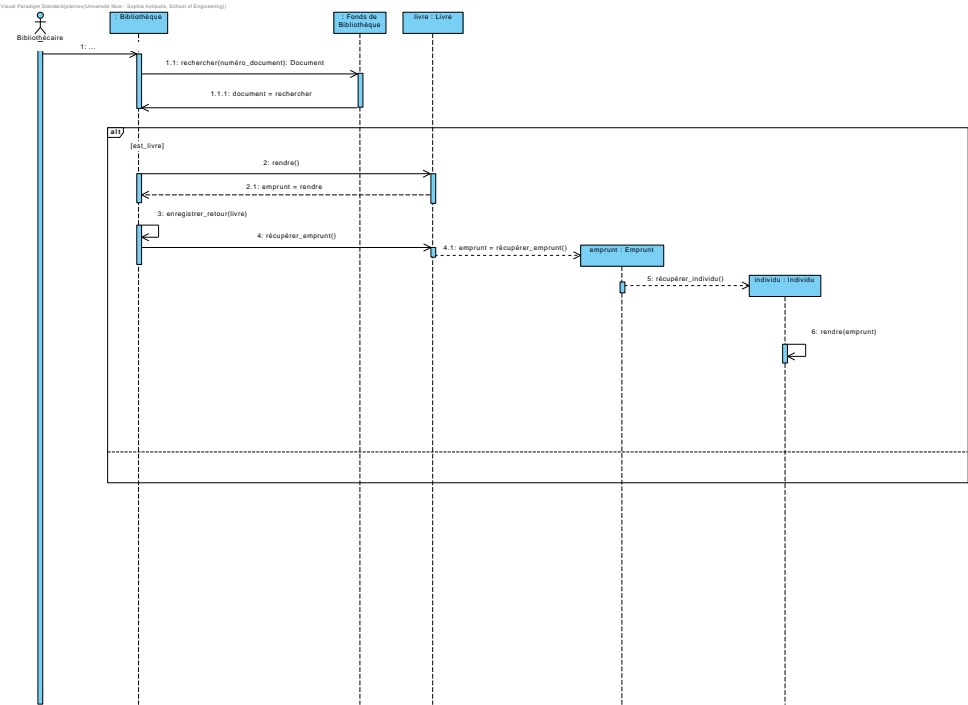 Visual Paradigm Standard(joernov(Université Nice - Sophia Antipolis, School of Engineering))
: Bibliothèque
: Fonds de
Bibliothèque
livre : Livre
Bibliothécaire
1: ...
1.1: rechercher(numéro_document): Document
1.1.1: document = rechercher
alt
[est_livre]
2: rendre()
2.1: emprunt = rendre
3: enregistrer_retour(livre)
4: récupérer_emprunt()
4.1: emprunt = récupérer_emprunt()
emprunt : Emprunt
5: récupérer_individu()
individu : Individu
6: rendre(emprunt)